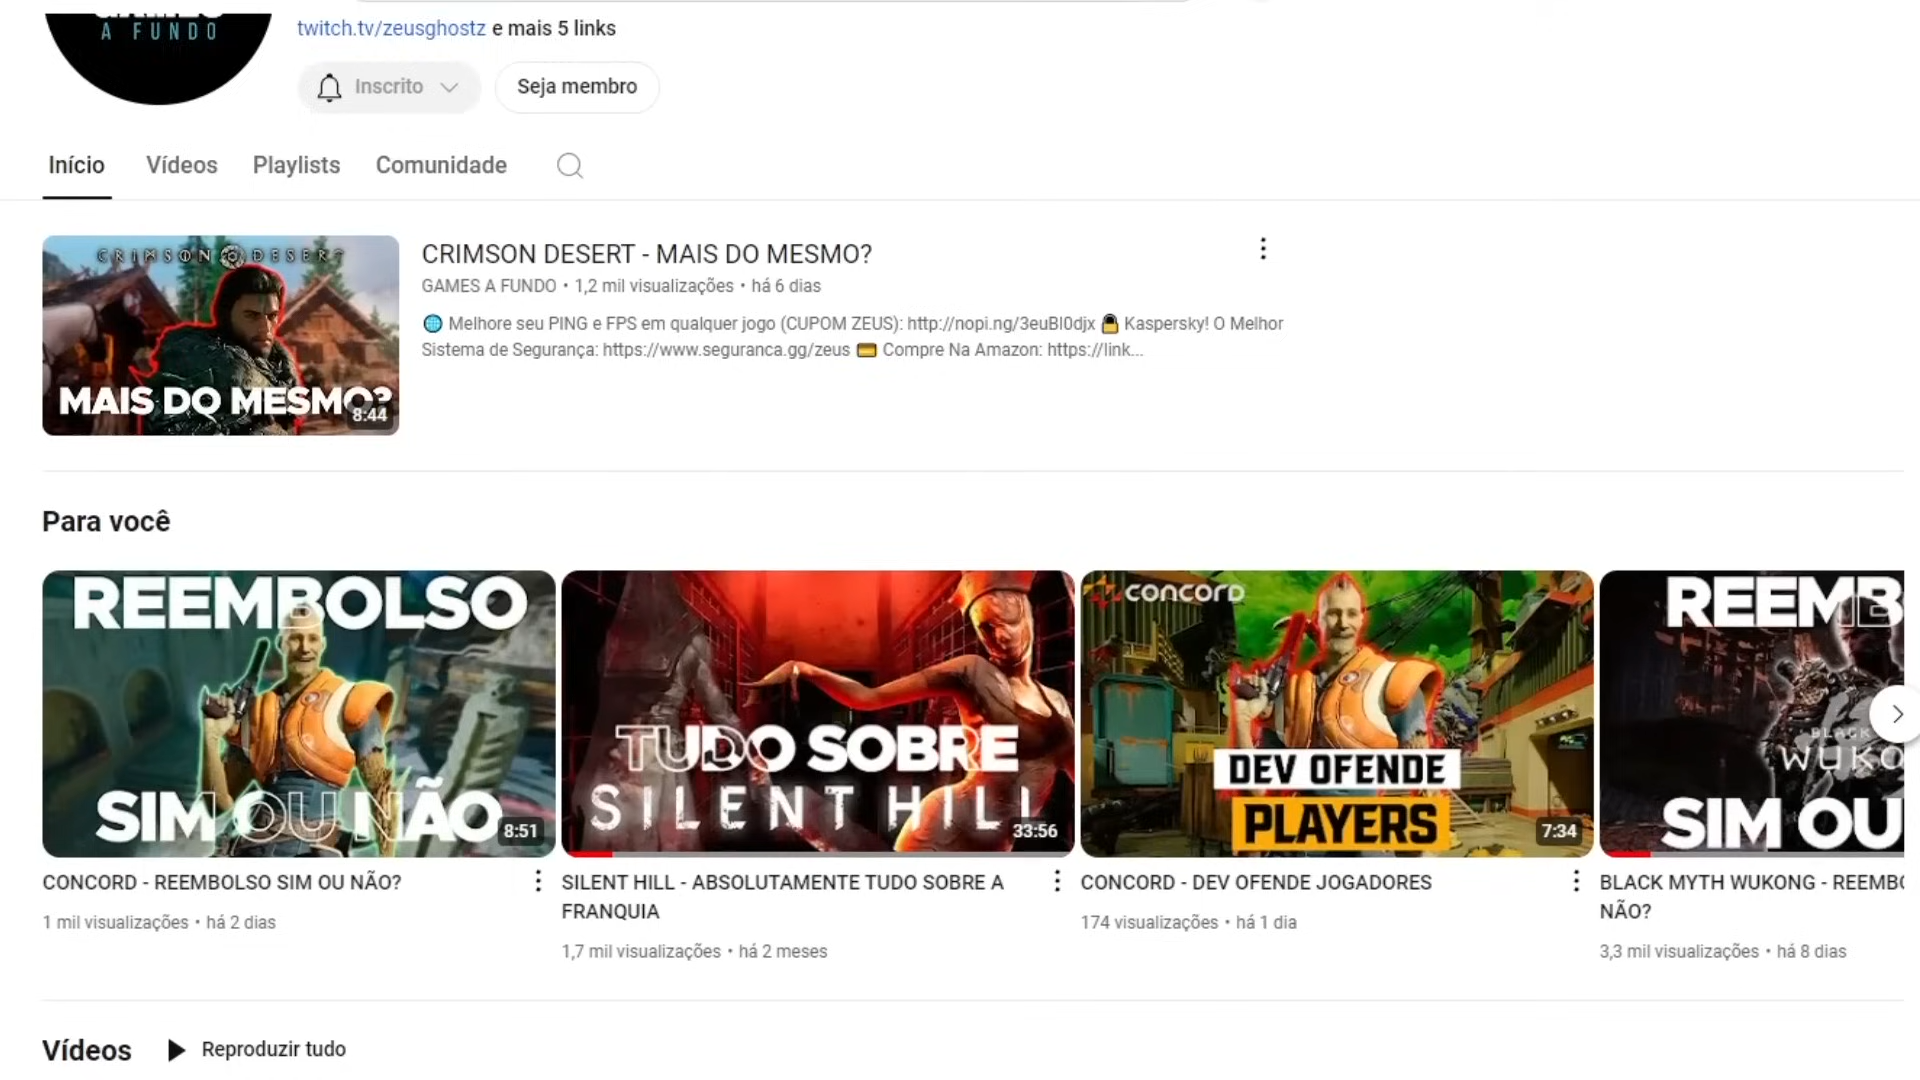 A FUNDO
twitch.tv/zeusghostz e mais 5 links
Inscrito
Seja membro
Início Vídeos Playlists Comunidade
CRIMSON DESERT
MAIS DO MESMO?
8:44
CRIMSON DESERT - MAIS DO MESMO?
GAMES A FUNDO • 1,2 mil visualizações • há 6 dias
🌐 Melhore seu PING e FPS em qualquer jogo (CUPOM ZEUS): http://nopi.ng/3euBl0djx 🔒 Kaspersky! O Melhor
Sistema de Segurança: https://www.seguranca.gg/zeus 💳 Compre Na Amazon: https://link...
Para você
REEMBOLSO
SIM OU NÃO
8:51
CONCORD - REEMBOLSO SIM OU NÃO?
1 mil visualizações • há 2 dias
TUDO SOBRE
SILENT HILL
33:56
SILENT HILL - ABSOLUTAMENTE TUDO SOBRE A
FRANQUIA
1,7 mil visualizações • há 2 meses
CONCORD
DEV OFENDE
PLAYERS
7:34
CONCORD - DEV OFENDE JOGADORES
174 visualizações • há 1 dia
REEMB
BLACK
WUKO
SIM OU
BLACK MYTH WUKONG - REEMBO
NÃO?
3,3 mil visualizações • há 8 dias
Vídeos
Reproduzir tudo